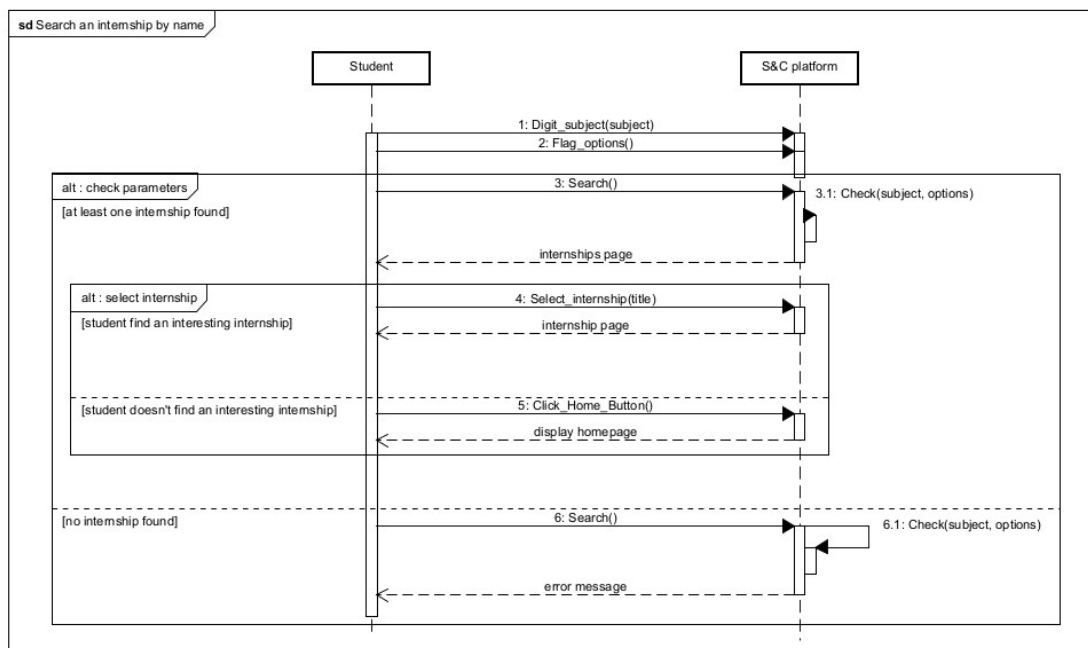 sd Search an internship by name
Student
S&C platform
1: Digit_subject(subject)
2: Flag_options()
alt : check parameters
3: Search()
3.1: Check(subject, options)
[at least one internship found]
internships page
alt : select internship
4: Select_internship(title)
[student find an interesting internship]
internship page
[student doesn't find an interesting internship]
5: Click_Home_Button()
display homepage
[no internship found]
6: Search()
6.1: Check(subject, options)
error message